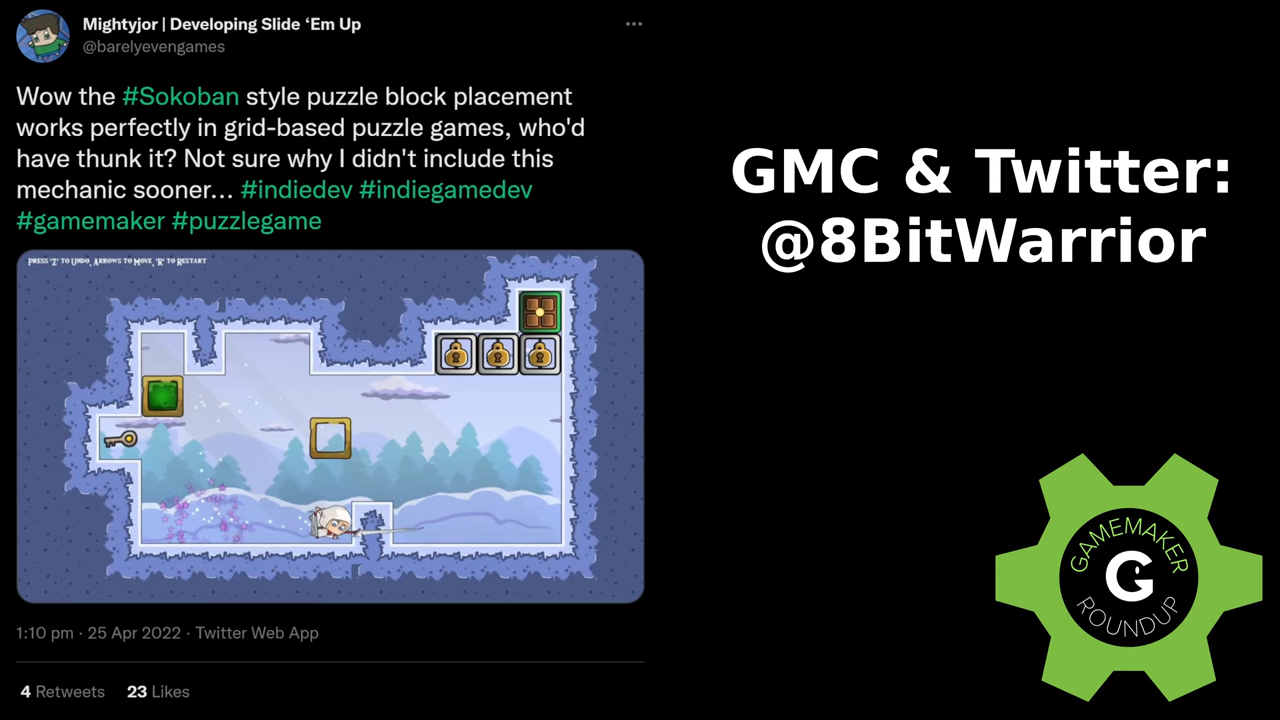 Mightyjor | Developing Slide ‘Em Up
@barelyevengames
Wow the #Sokoban style puzzle block placement
works perfectly in grid-based puzzle games, who'd
have thunk it? Not sure why I didn't include this
mechanic sooner... #indiedev #indiegamedev
#gamemaker #puzzlegame
Press 'Z' to Undo, Arrows to Move, 'R' to Restart
1:10 pm · 25 Apr 2022 · Twitter Web App
4 Retweets 23 Likes
GMC & Twitter:
@8BitWarrior
GAMEMAKER
G
ROUNDUP